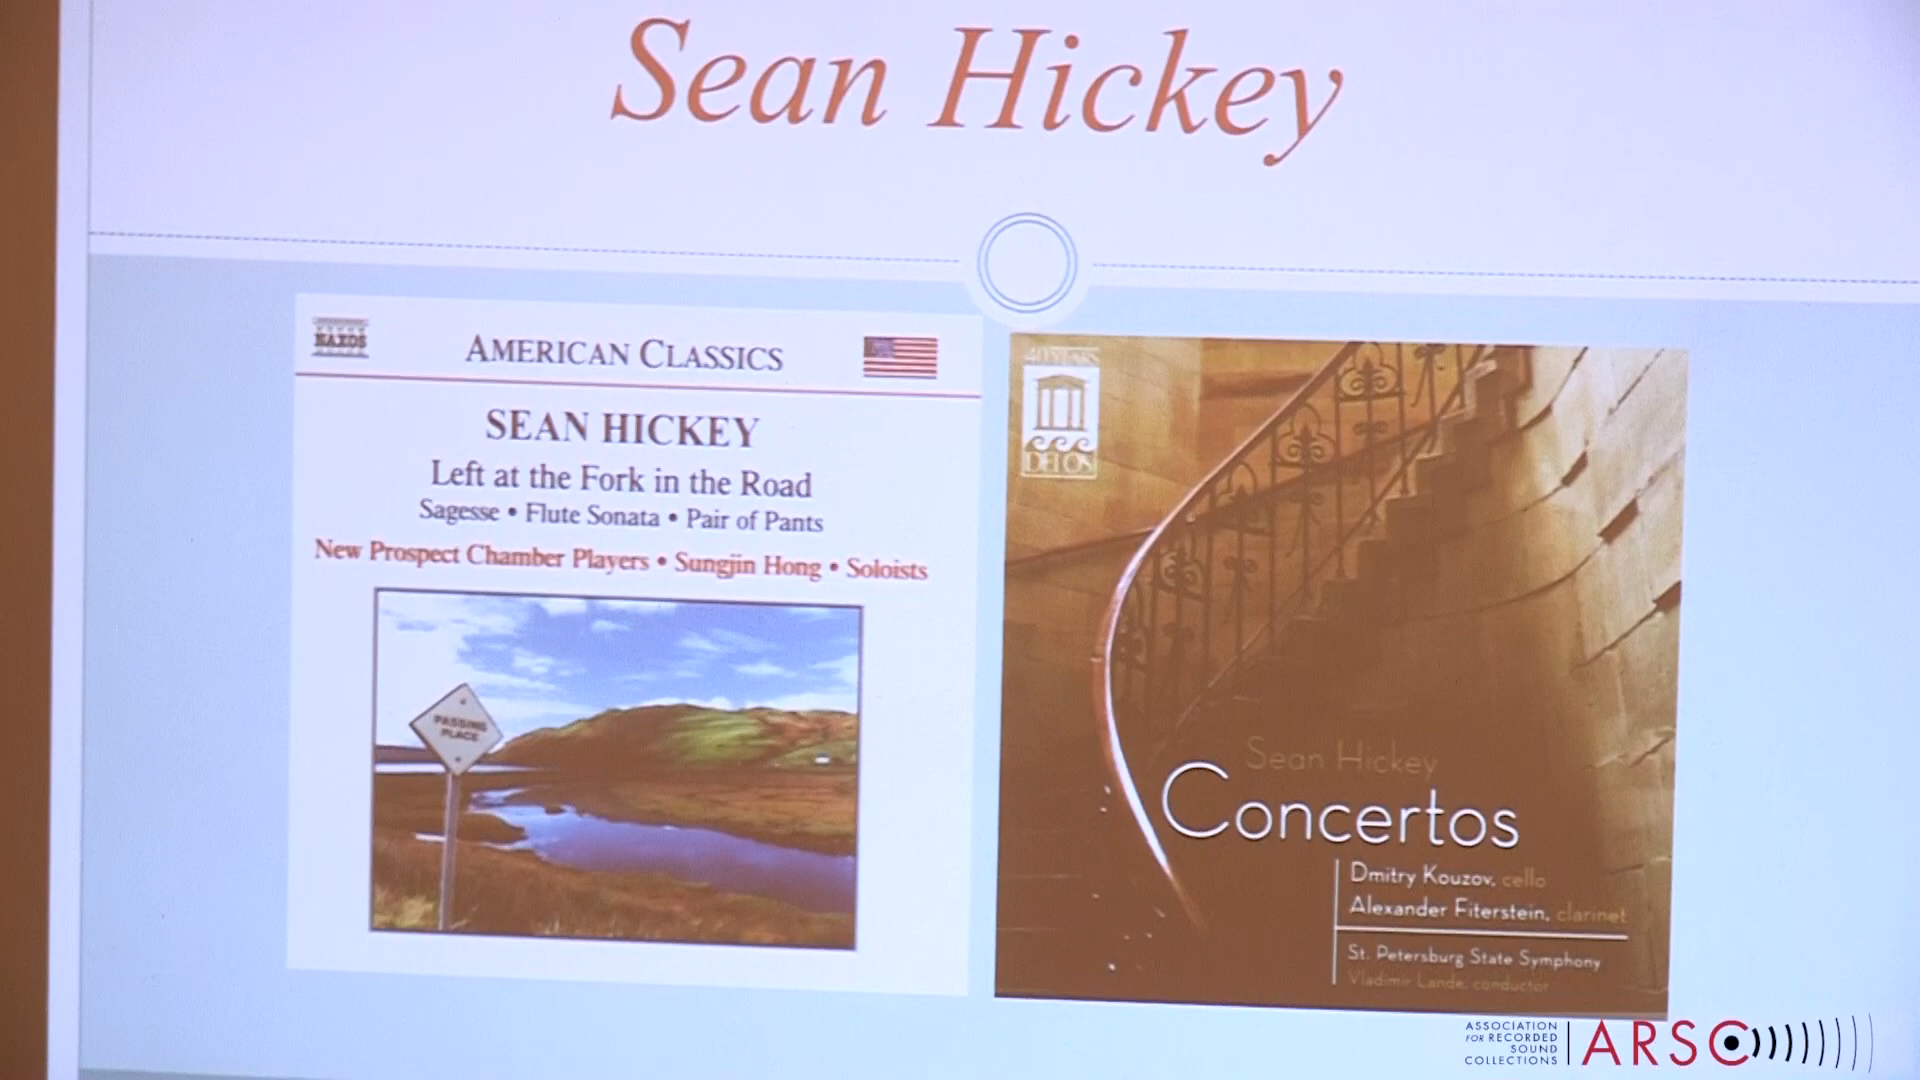 Sean Hickey
NAXOS
AMERICAN CLASSICS
SEAN HICKEY
Left at the Fork in the Road
Sagesse • Flute Sonata • Pair of Pants
New Prospect Chamber Players • Sungjin Hong • Soloists
PASSING
PLACE
40 YEARS
DELOS
Sean Hickey
Concertos
Dmitry Kouzov, cello
Alexander Fiterstein, clarinet
St. Petersburg State Symphony
Vladimir Lande, conductor
ASSOCIATION
FOR RECORDED
SOUND
COLLECTIONS
ARSC